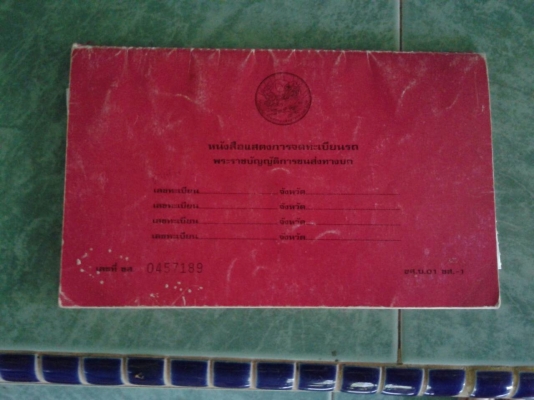 หนังสือแสดงการจดทะเบียนรถ
พระราชบัญญัติการขนส่งทางบก
เลขทะเบียน จังหวัด
เลขทะเบียน จังหวัด
เลขทะเบียน จังหวัด
เลขทะเบียน จังหวัด
เลขที่ 0457189